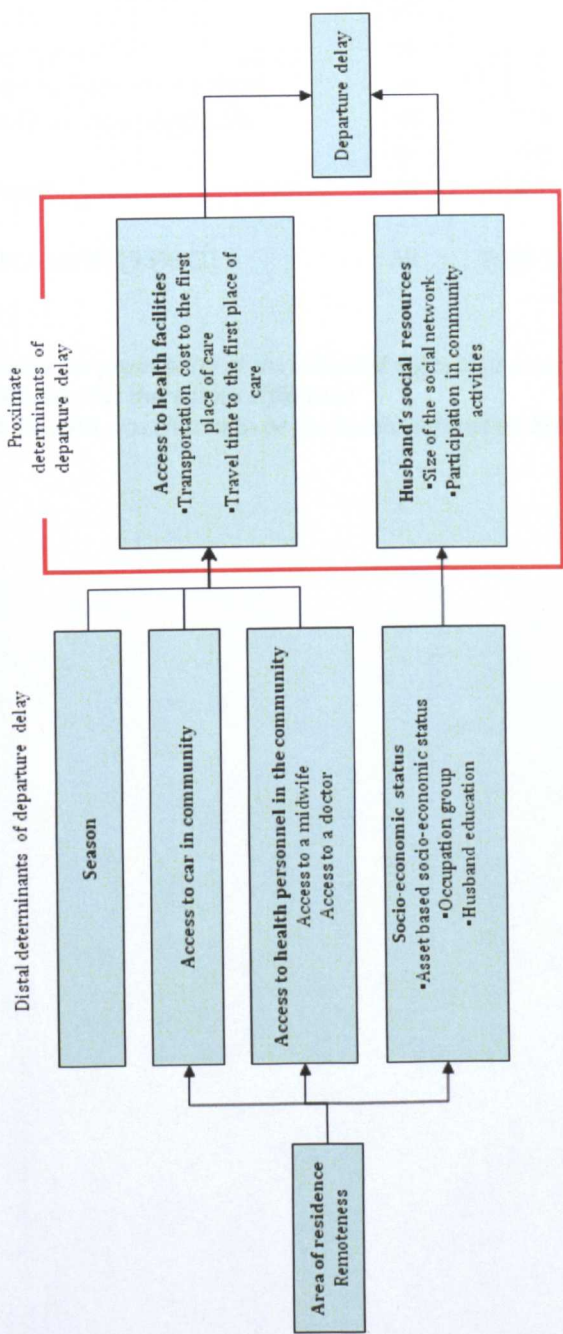 Distal determinants of departure delay
Proximate
determinants of
departure delay
Area of residence
Remoteness
Season
Access to car in community
Access to health personnel in the community
Access to a midwife
Access to a doctor
Socio-economic status
▪Asset based socio-economic status
▪Occupation group
▪Husband education
Access to health facilities
▪Transportation cost to the first
place of care
▪Travel time to the first place of
care
Husband's social resources
▪Size of the social network
▪Participation in community
activities
Departure delay